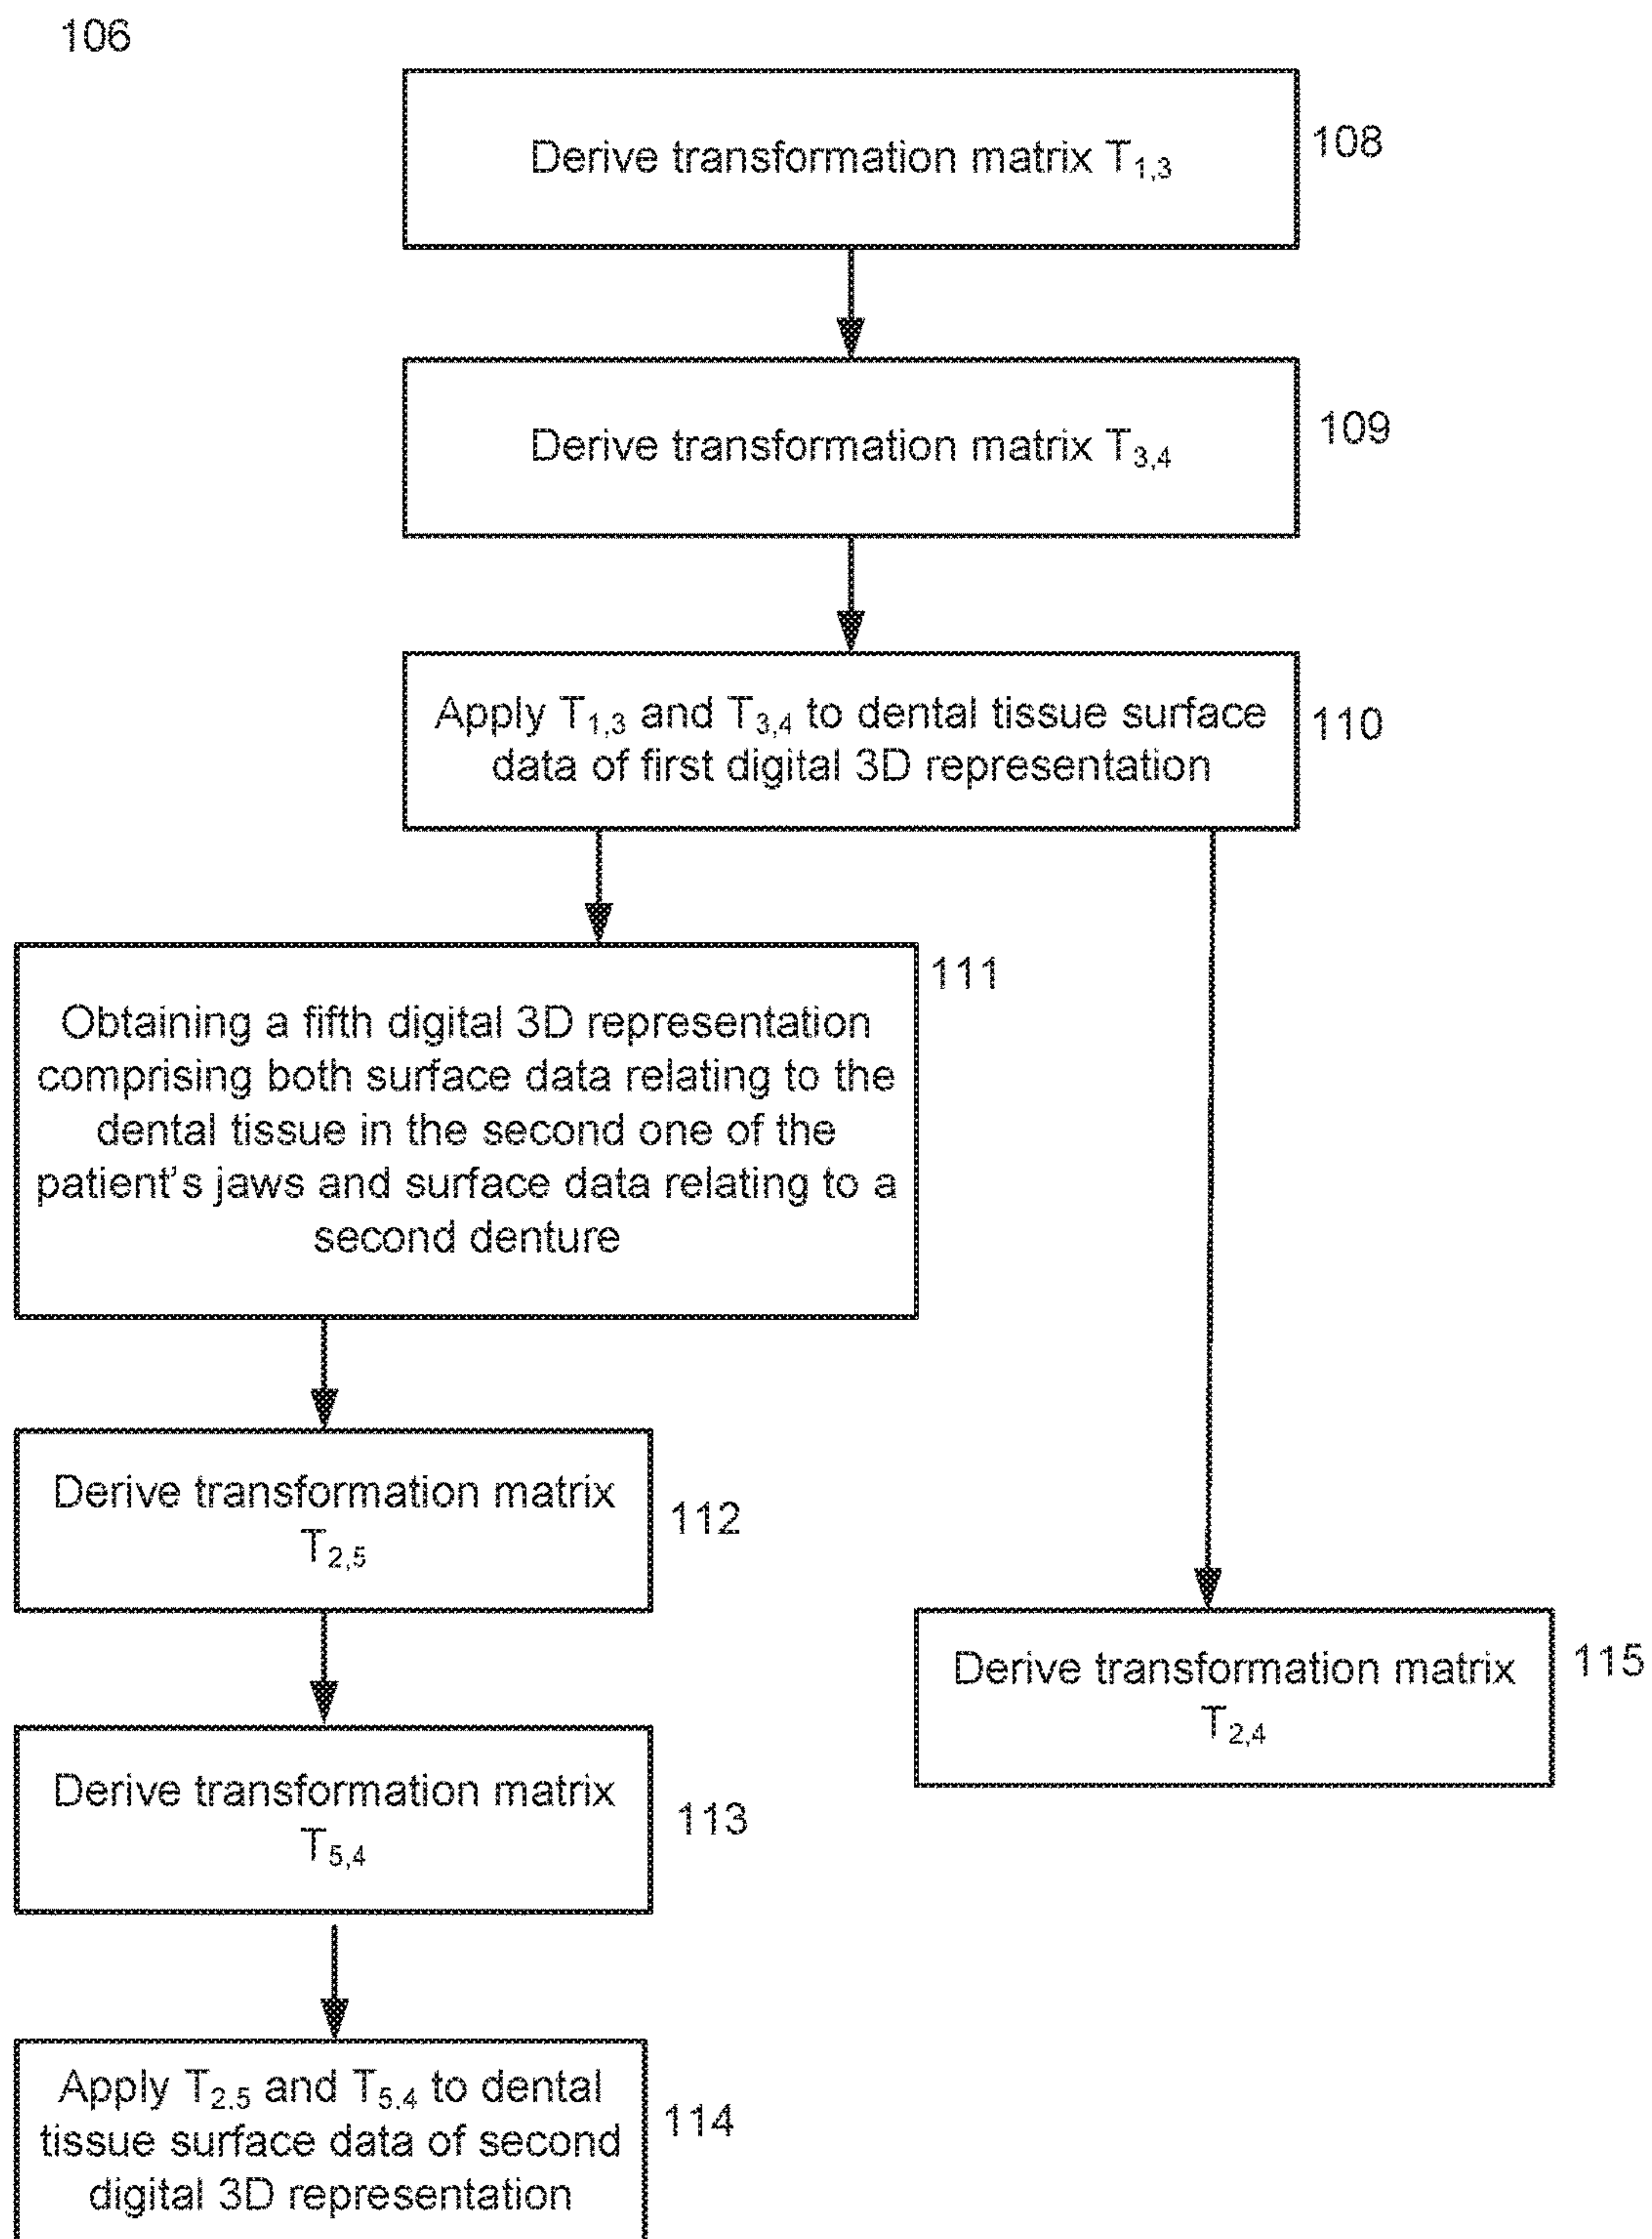 106
Derive transformation matrix T1,3
108
Derive transformation matrix T3,4
109
Apply T1,3 and T3,4 to dental tissue surface
data of first digital 3D representation
110
Obtaining a fifth digital 3D representation
comprising both surface data relating to the
dental tissue in the second one of the
patient's jaws and surface data relating to a
second denture
111
Derive transformation matrix
T2,5
112
Derive transformation matrix
T2,4
115
Derive transformation matrix
T5,4
113
Apply T2,5 and T5,4 to dental
tissue surface data of second
digital 3D representation
114